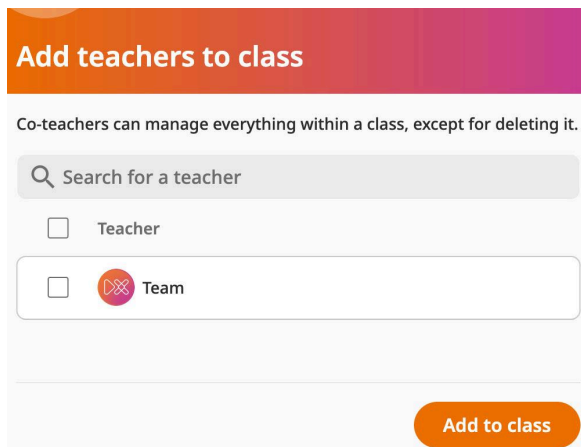 Add teachers to class
Co-teachers can manage everything within a class, except for deleting it.
Search for a teacher
Teacher
Team
Add to class